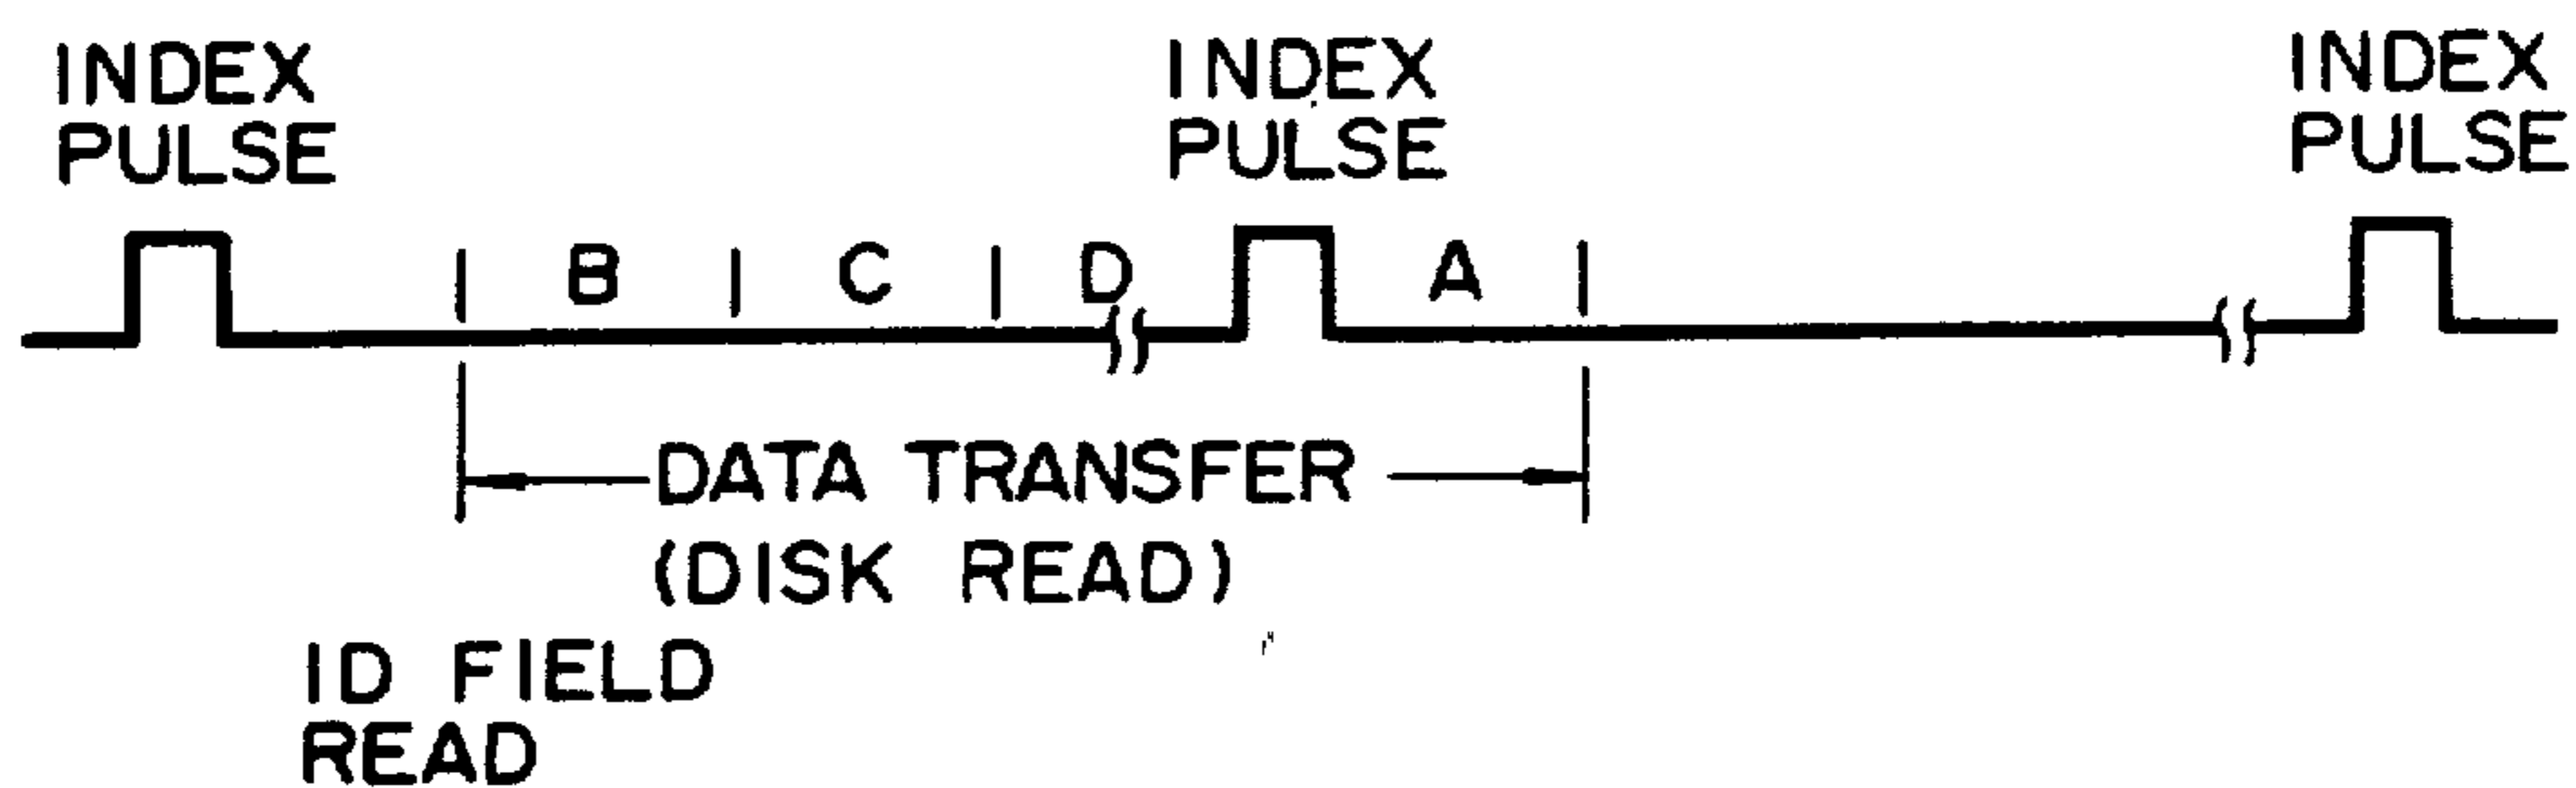 INDEX
PULSE
INDEX
PULSE
INDEX
PULSE
B C D A
DATA TRANSFER
(DISK READ)
ID FIELD
READ